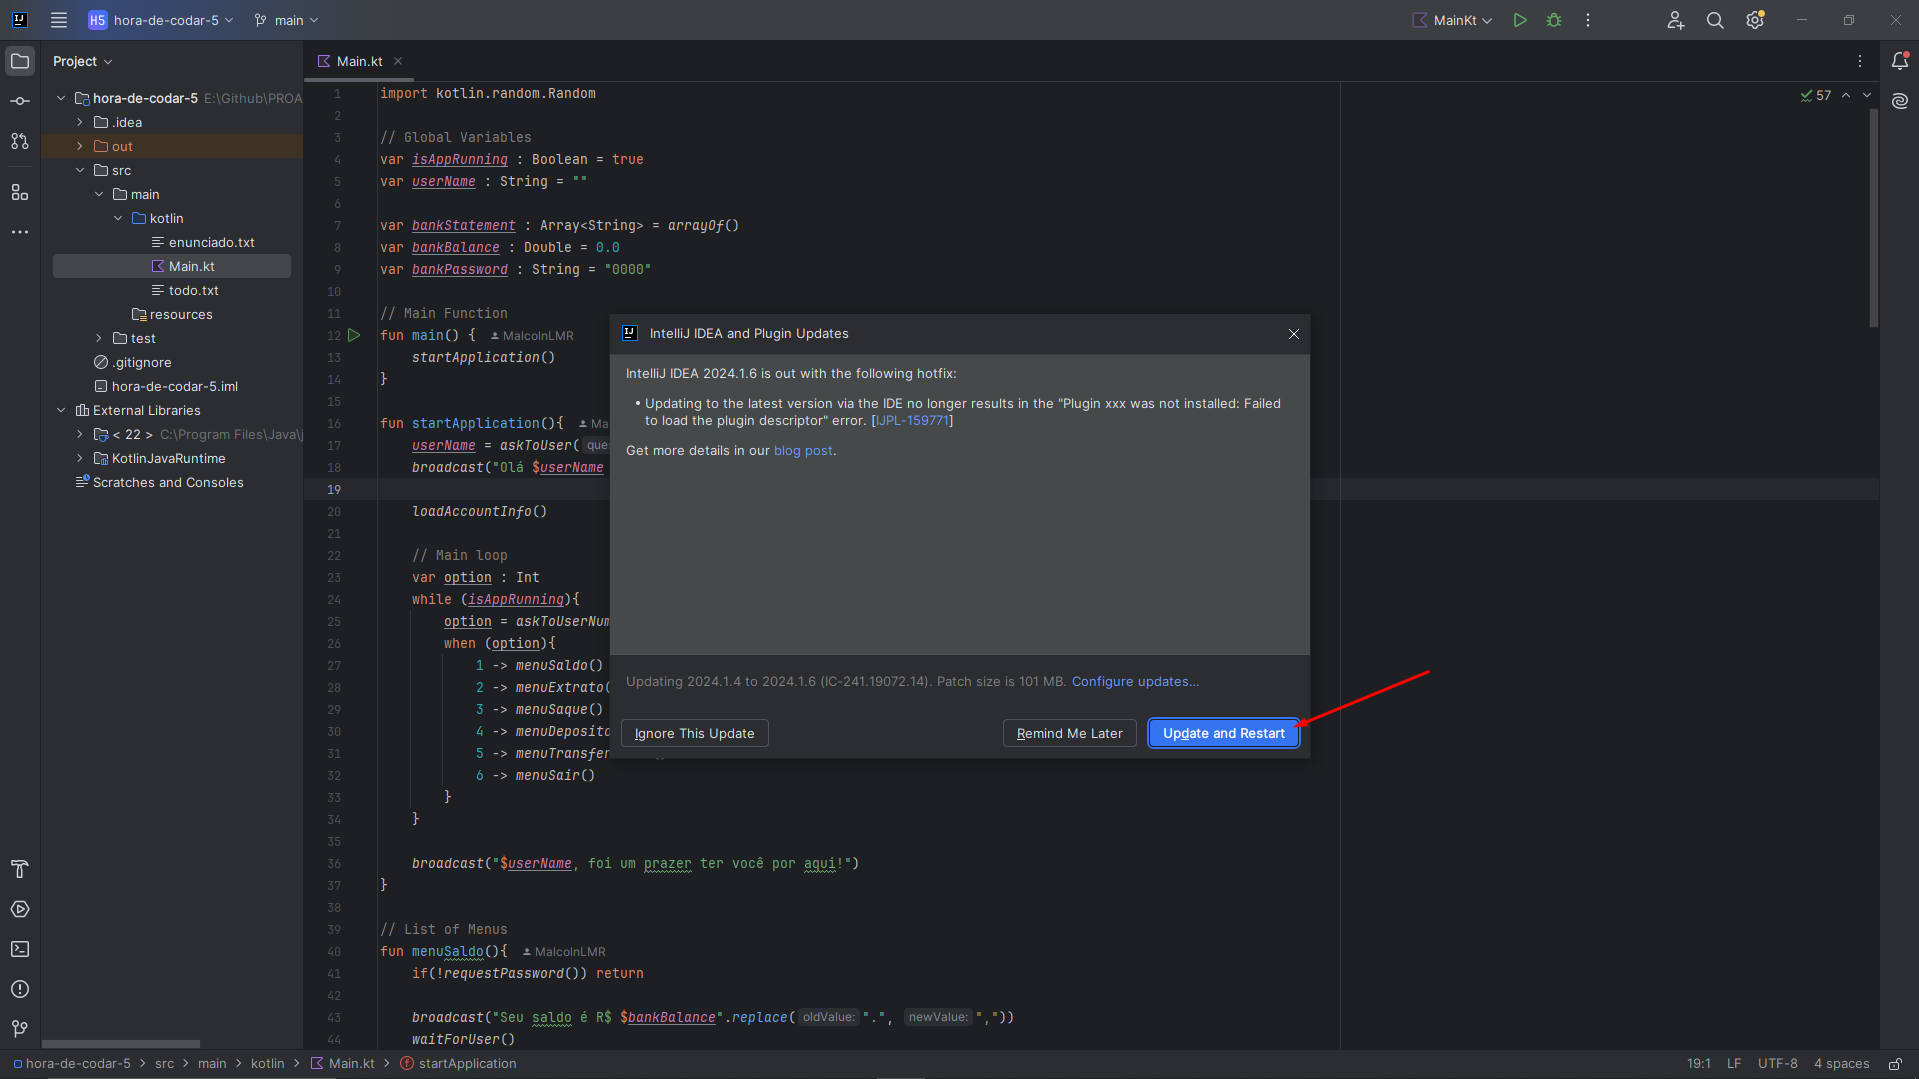 IJ
H5 hora-de-codar-5
main
MainKt
Project
Main.kt
hora-de-codar-5 E:\Github\PROA
.idea
out
src
main
kotlin
enunciado.txt
Main.kt
todo.txt
resources
test
.gitignore
hora-de-codar-5.iml
External Libraries
< 22 > C:\Program Files\Java\j
KotlinJavaRuntime
Scratches and Consoles
57
1 import kotlin.random.Random
2
3 // Global Variables
4 var isAppRunning : Boolean = true
5 var userName : String = ""
6
7 var bankStatement : Array<String> = arrayOf()
8 var bankBalance : Double = 0.0
9 var bankPassword : String = "0000"
10
11 // Main Function
12 fun main() { MalcolnLMR
13 startApplication()
14 }
15
16 fun startApplication(){ Ma
17 userName = askToUser( que
18 broadcast("Olá $userName
19
20 loadAccountInfo()
21
22 // Main loop
23 var option : Int
24 while (isAppRunning){
25 option = askToUserNum
26 when (option){
27 1 -> menuSaldo()
28 2 -> menuExtrato(
29 3 -> menuSaque()
30 4 -> menuDeposito
31 5 -> menuTransfer
32 6 -> menuSair()
33 }
34 }
35
36 broadcast("$userName, foi um prazer ter você por aqui!")
37 }
38
39 // List of Menus
40 fun menuSaldo(){ MalcolnLMR
41 if(!requestPassword()) return
42
43 broadcast("Seu saldo é R$ $bankBalance".replace( oldValue: ".", newValue: ","))
44 waitForUser()
IJ IntelliJ IDEA and Plugin Updates
IntelliJ IDEA 2024.1.6 is out with the following hotfix:
• Updating to the latest version via the IDE no longer results in the "Plugin xxx was not installed: Failed
to load the plugin descriptor" error. [IJPL-159771]
Get more details in our blog post.
Updating 2024.1.4 to 2024.1.6 (IC-241.19072.14). Patch size is 101 MB. Configure updates...
Ignore This Update
Remind Me Later
Update and Restart
hora-de-codar-5 > src > main > kotlin > Main.kt > startApplication
19:1 LF UTF-8 4 spaces